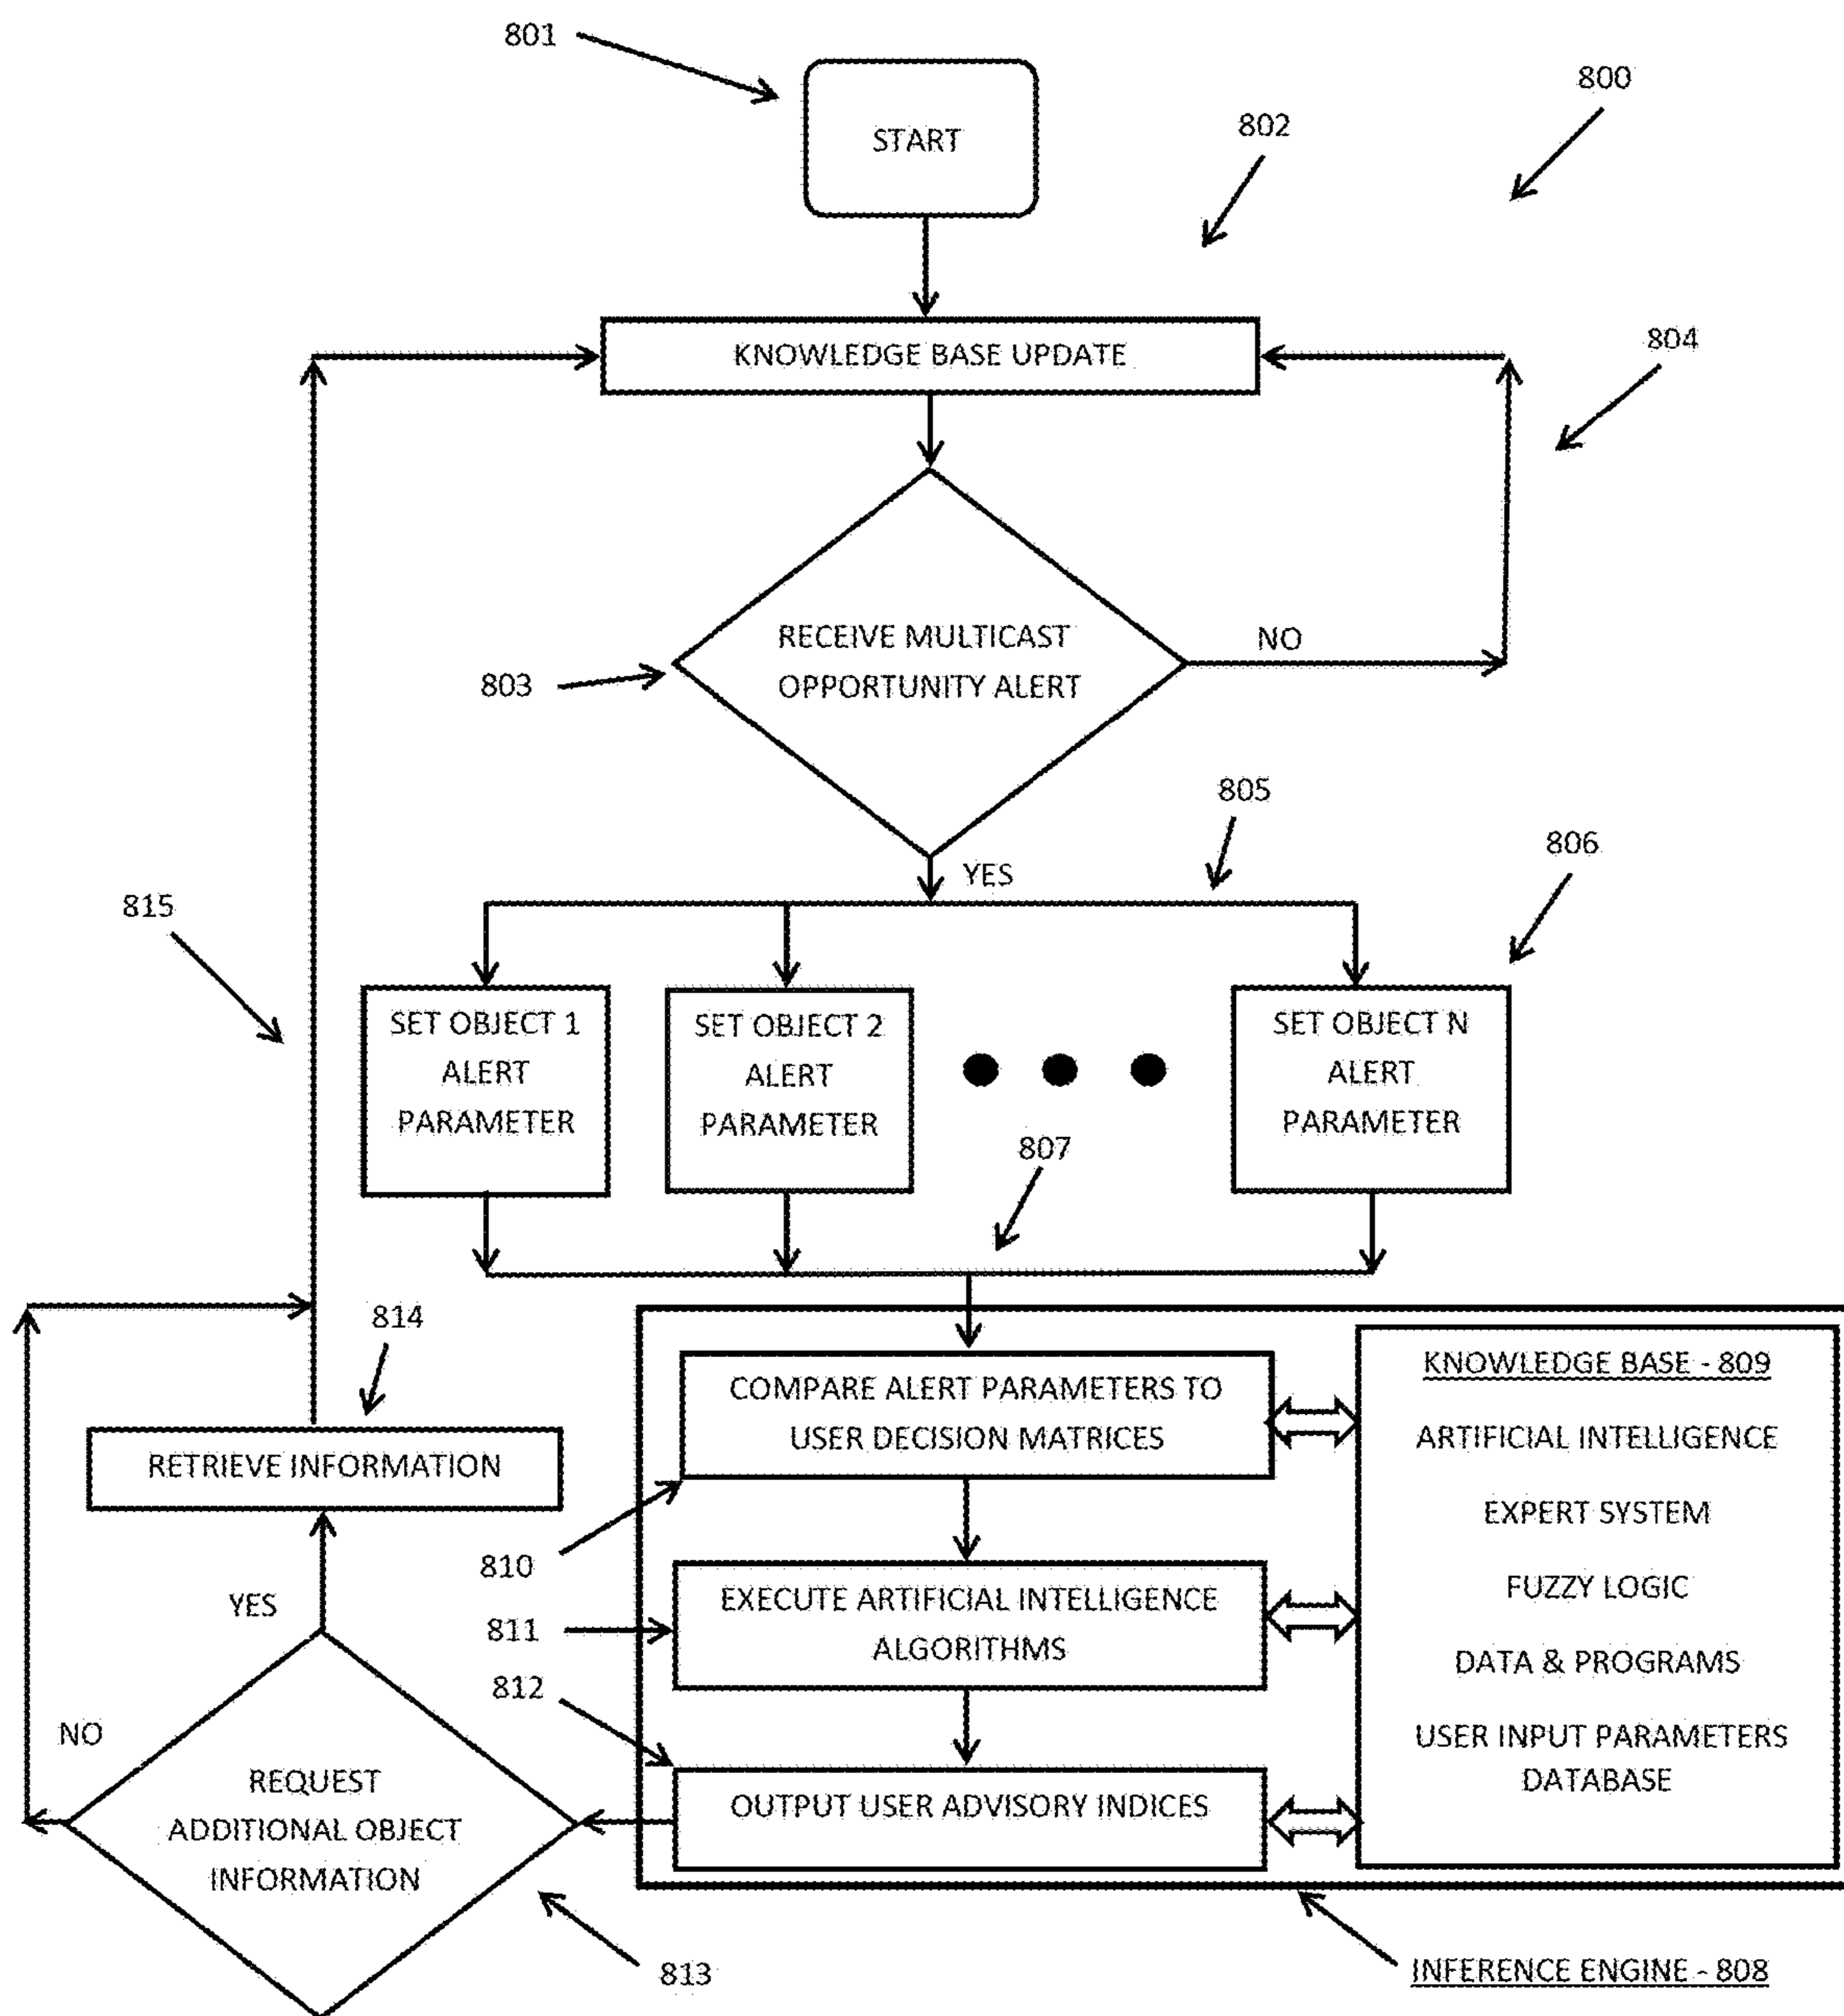 801
START
800
802
KNOWLEDGE BASE UPDATE
804
RECEIVE MULTICAST
OPPORTUNITY ALERT
NO
803
YES
805
806
815
SET OBJECT 1
ALERT
PARAMETER
SET OBJECT 2
ALERT
PARAMETER
SET OBJECT N
ALERT
PARAMETER
807
814
RETRIEVE INFORMATION
COMPARE ALERT PARAMETERS TO
USER DECISION MATRICES
KNOWLEDGE BASE - 809
ARTIFICIAL INTELLIGENCE
EXPERT SYSTEM
FUZZY LOGIC
DATA & PROGRAMS
USER INPUT PARAMETERS
DATABASE
810
EXECUTE ARTIFICIAL INTELLIGENCE
ALGORITHMS
811
812
OUTPUT USER ADVISORY INDICES
YES
NO
REQUEST
ADDITIONAL OBJECT
INFORMATION
813
INFERENCE ENGINE - 808